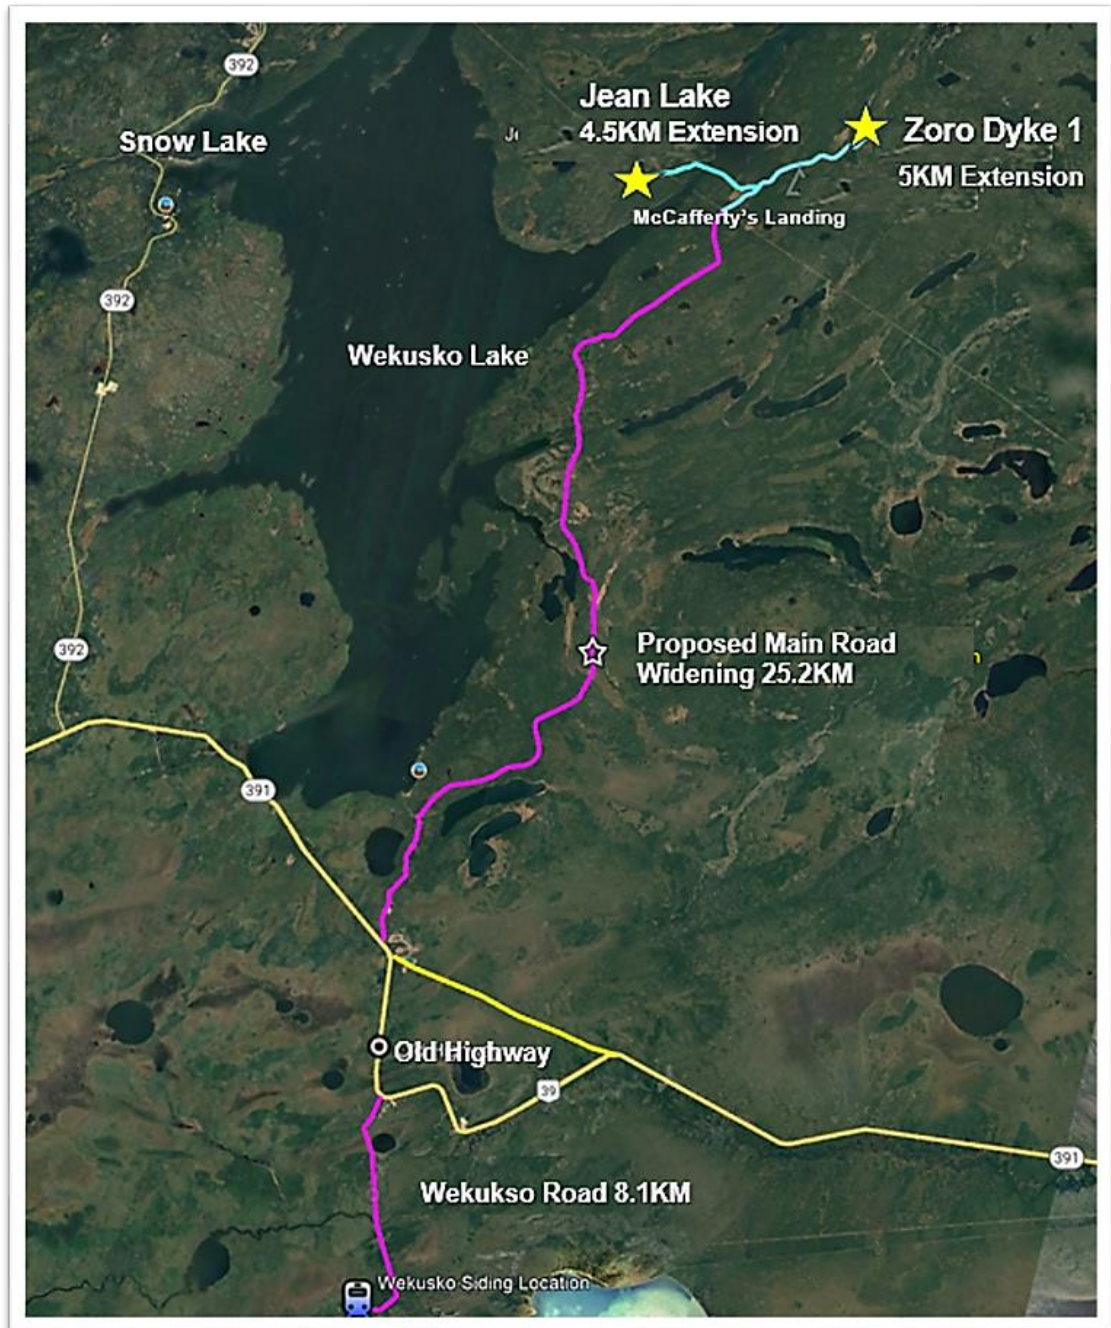 392
Jean Lake
4.5KM Extension
Snow Lake
Zoro Dyke 1
5KM Extension
McCafferty's Landing
392
Wekusko Lake
Proposed Main Road
Widening 25.2KM
392
391
Old Highway
39
391
Wekukso Road 8.1KM
Wekusko Siding Location